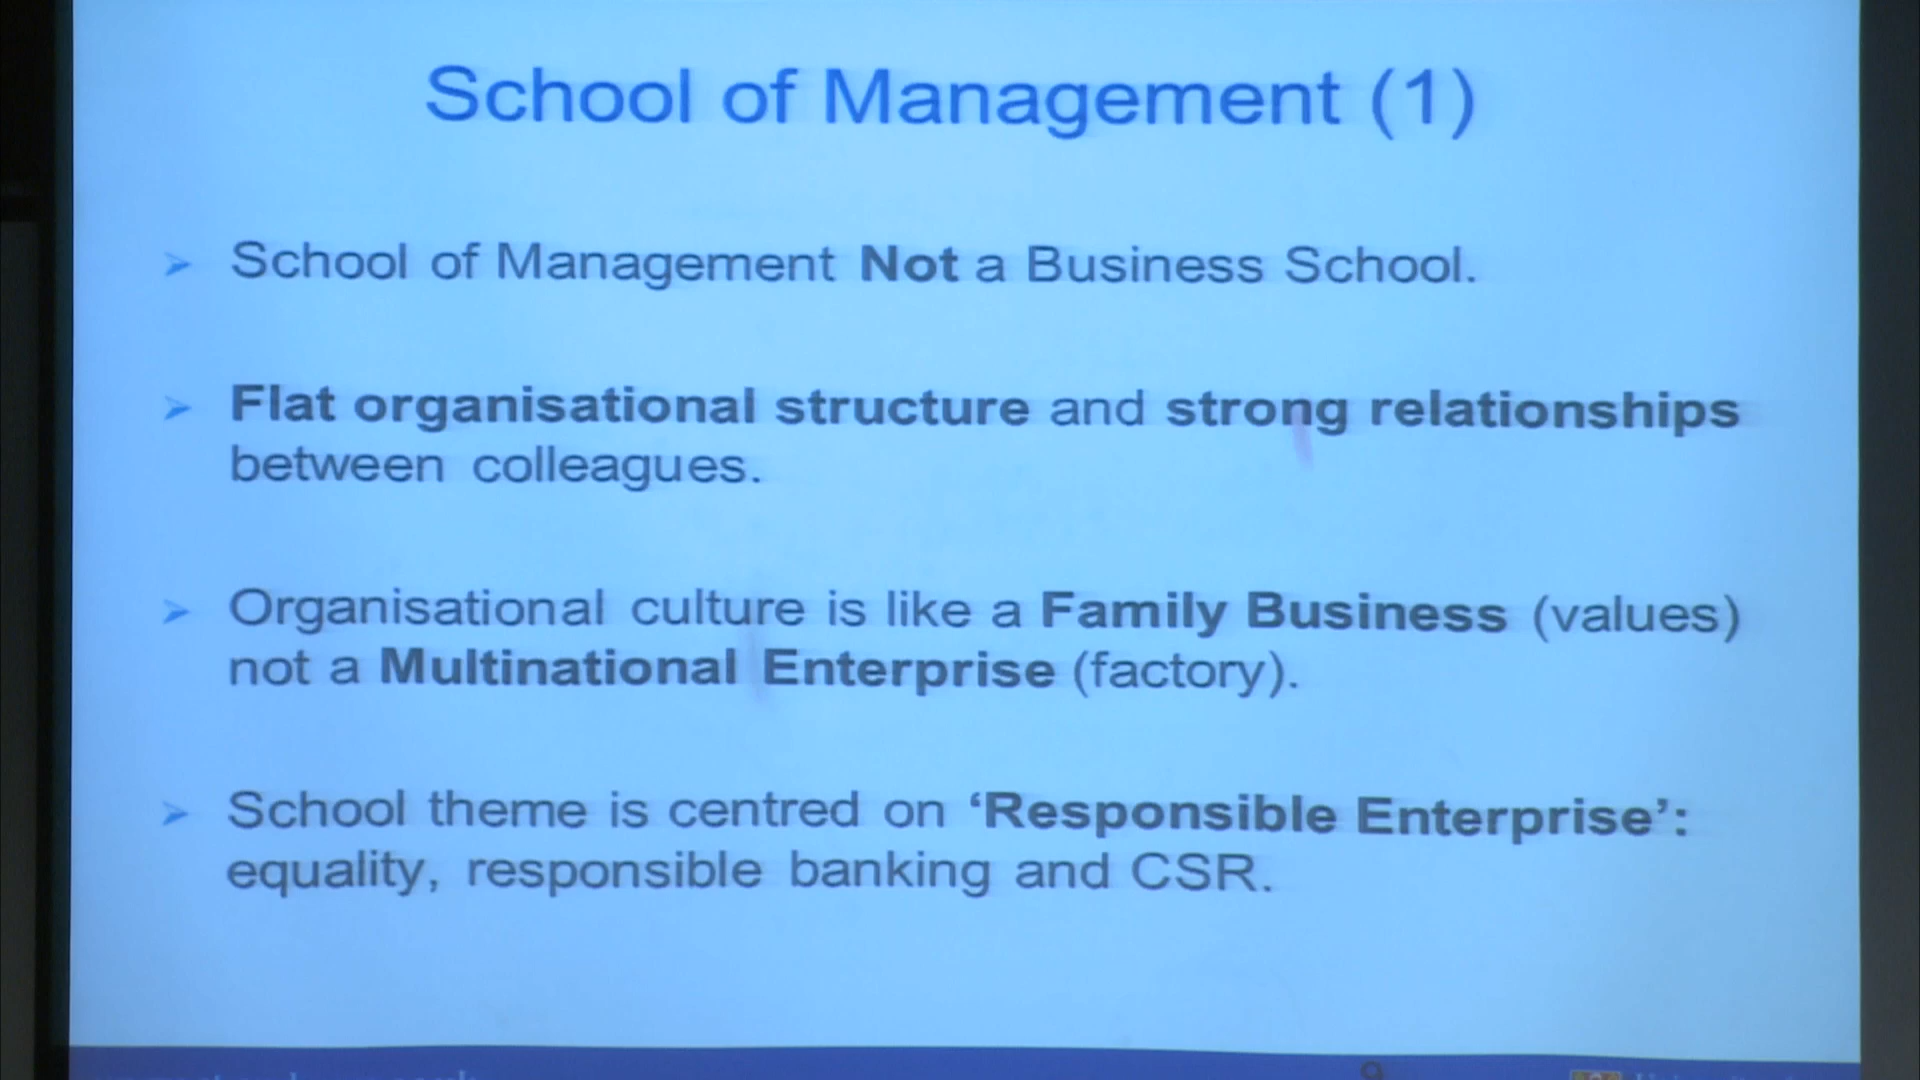 School of Management (1)
School of Management Not a Business School.
Flat organisational structure and strong relationships
between colleagues.
Organisational culture is like a Family Business (values)
not a Multinational Enterprise (factory).
School theme is centred on ‘Responsible Enterprise’:
equality, responsible banking and CSR.